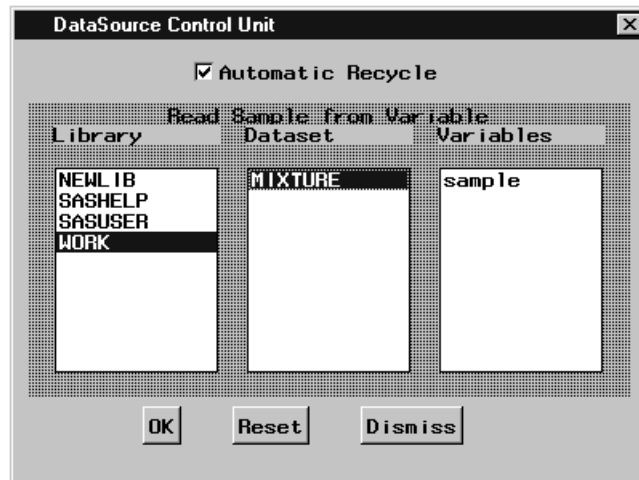 DataSource Control Unit
Automatic Recycle
Read Sample from Variable
Library Dataset Variables
NEWLIB
SASHELP
SASUSER
WORK
MIXTURE
sample
OK Reset Dismiss